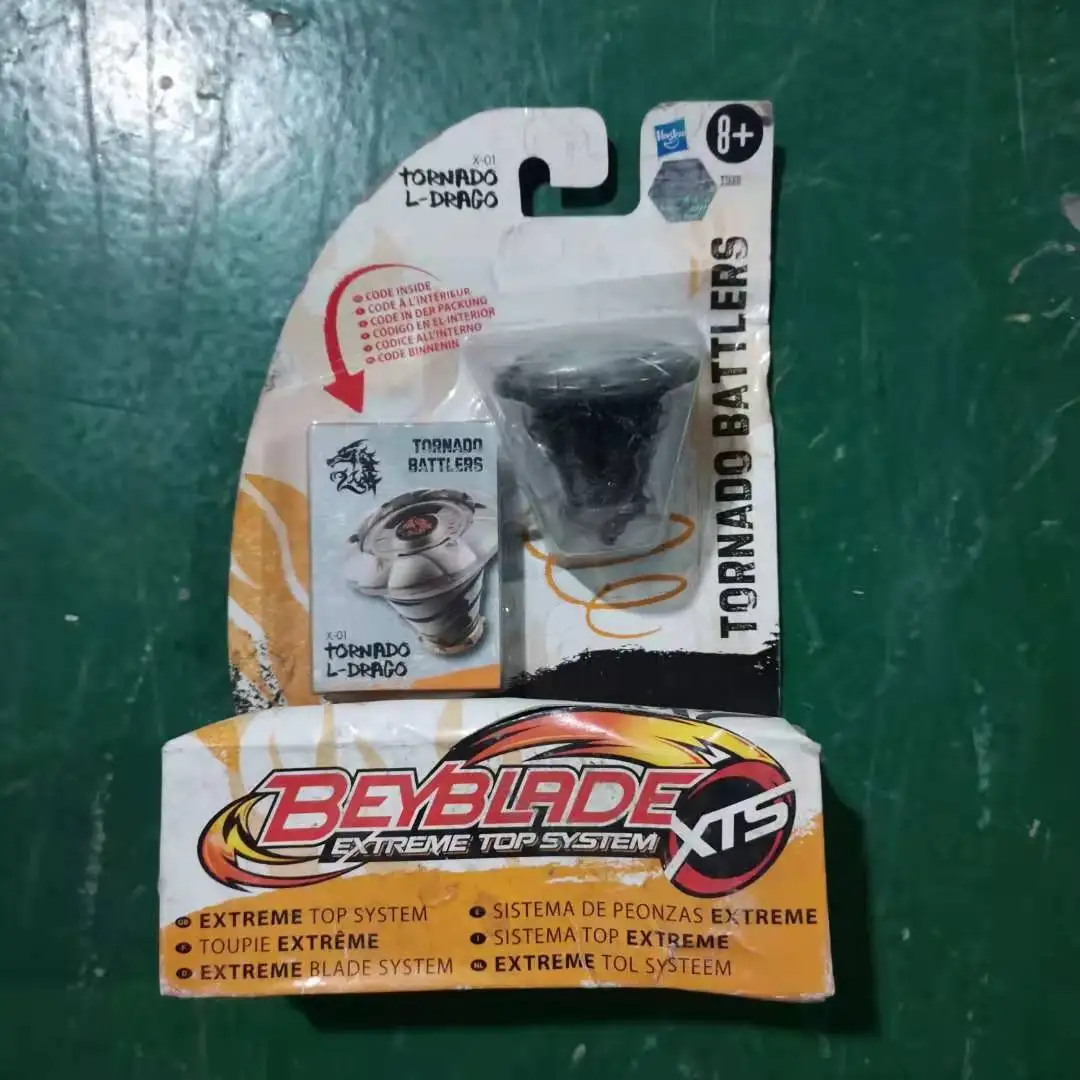 X-01
TORNADO
L-DRAGO
Hasbro
8+
CODE INSIDE
CODE À L'INTÉRIEUR
CODE IN DER PACKUNG
CÓDIGO EN EL INTERIOR
CODICE ALL'INTERNO
CODE BINNENIN
TORNADO BATTLERS
TORNADO
BATTLERS
X-01
TORNADO
L-DRAGO
BEYBLADE
EXTREME TOP SYSTEM
XTS
GB EXTREME TOP SYSTEM
F TOUPIE EXTRÊME
D EXTREME BLADE SYSTEM
E SISTEMA DE PEONZAS EXTREME
I SISTEMA TOP EXTREME
NL EXTREME TOL SYSTEEM